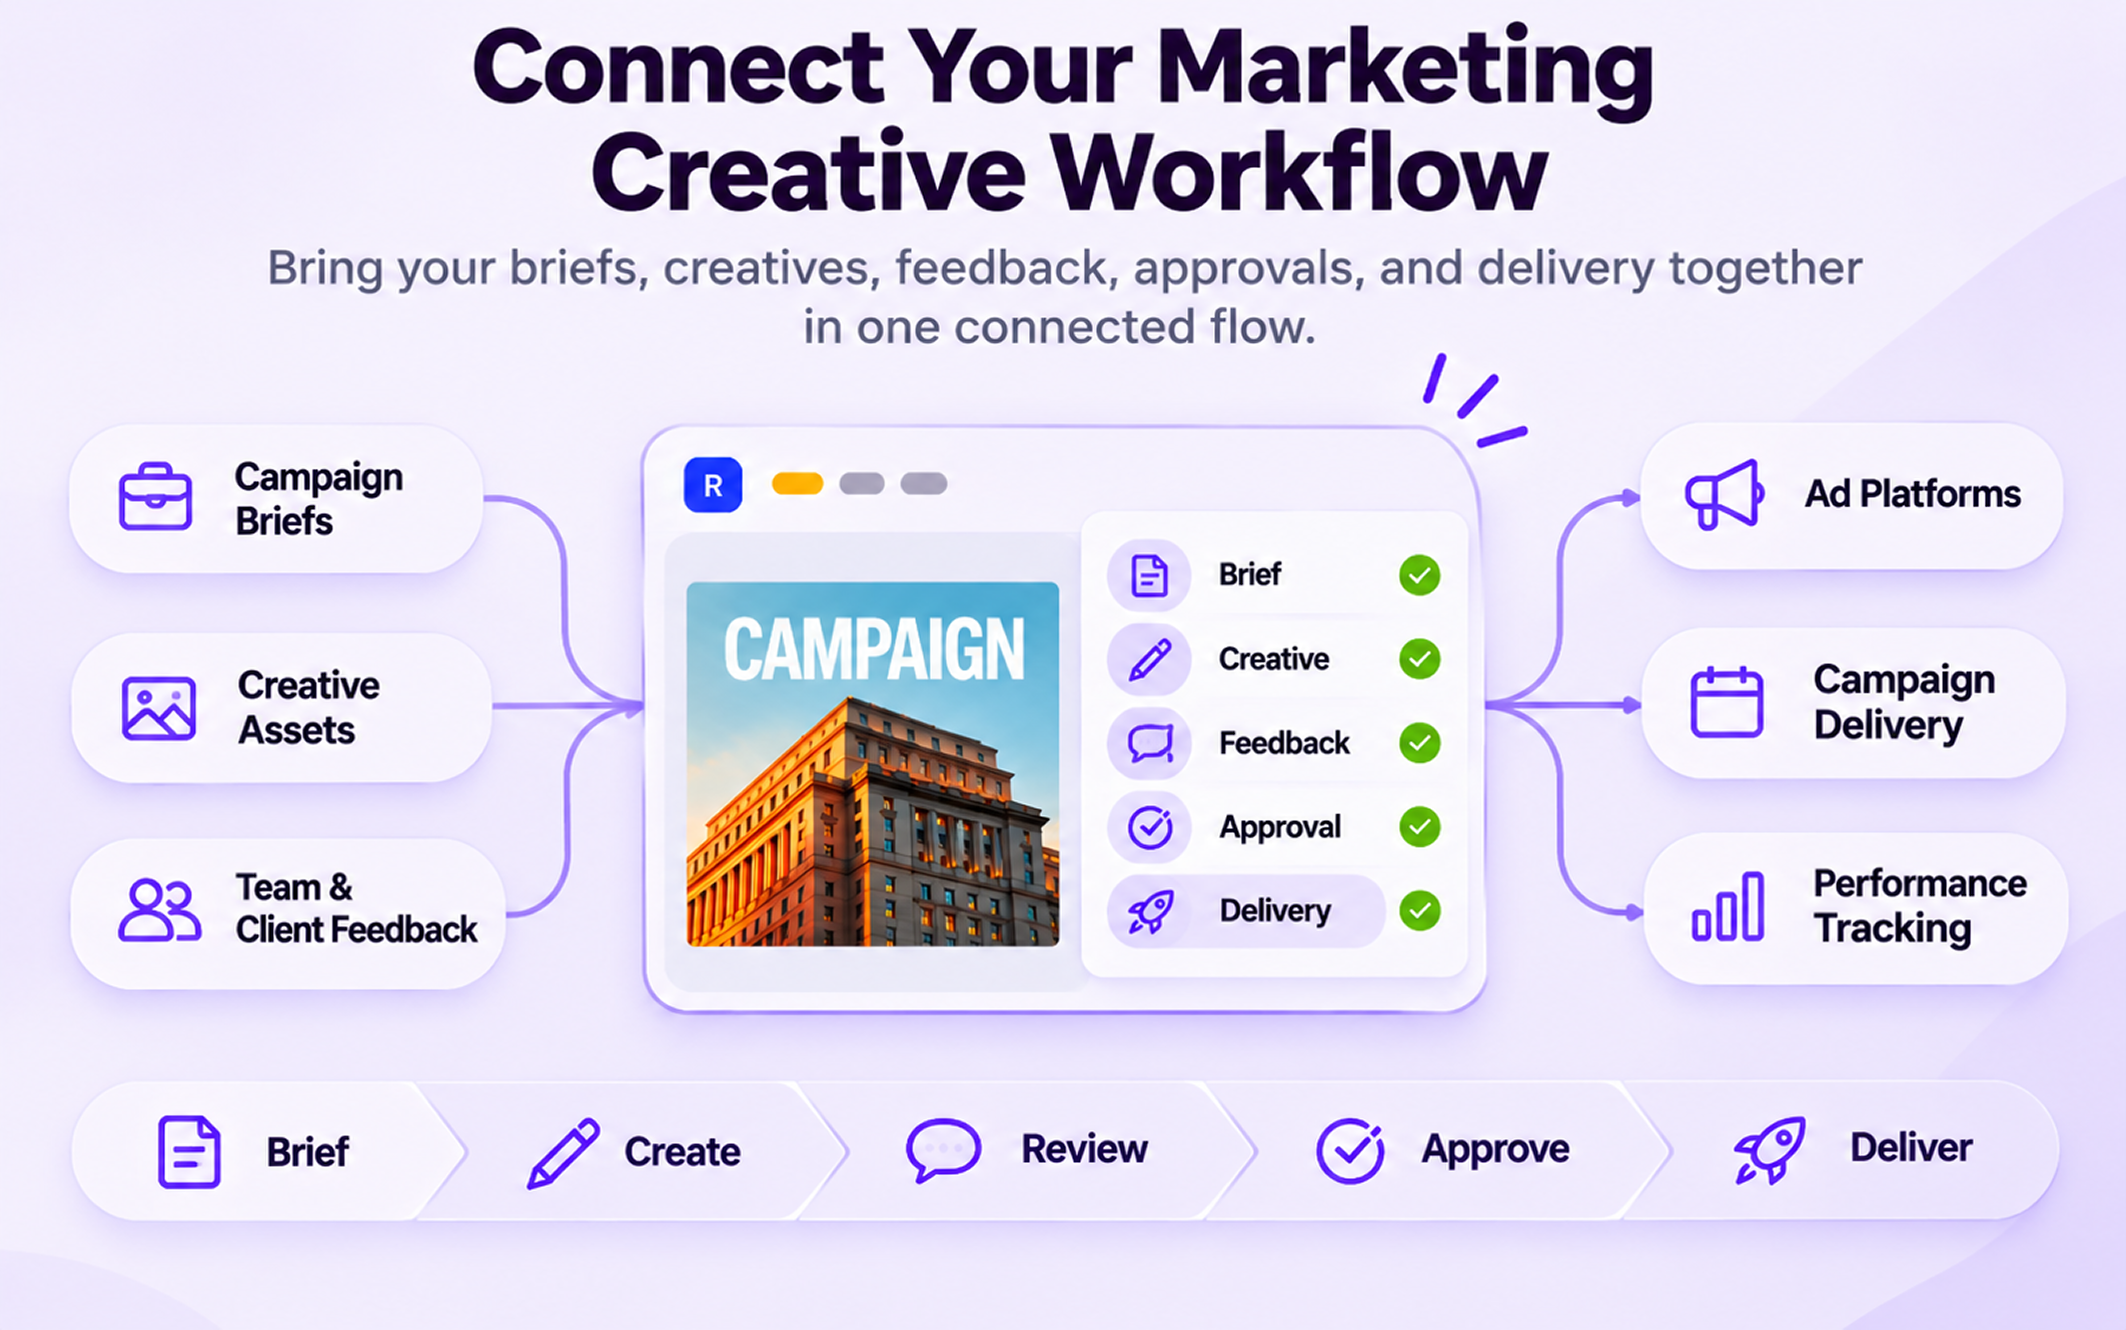 Connect Your Marketing
Creative Workflow
Bring your briefs, creatives, feedback, approvals, and delivery together
in one connected flow.
Campaign
Briefs
Creative
Assets
Team &
Client Feedback
R
CAMPAIGN
Brief
Creative
Feedback
Approval
Delivery
Ad Platforms
Campaign
Delivery
Performance
Tracking
Brief
Create
Review
Approve
Deliver